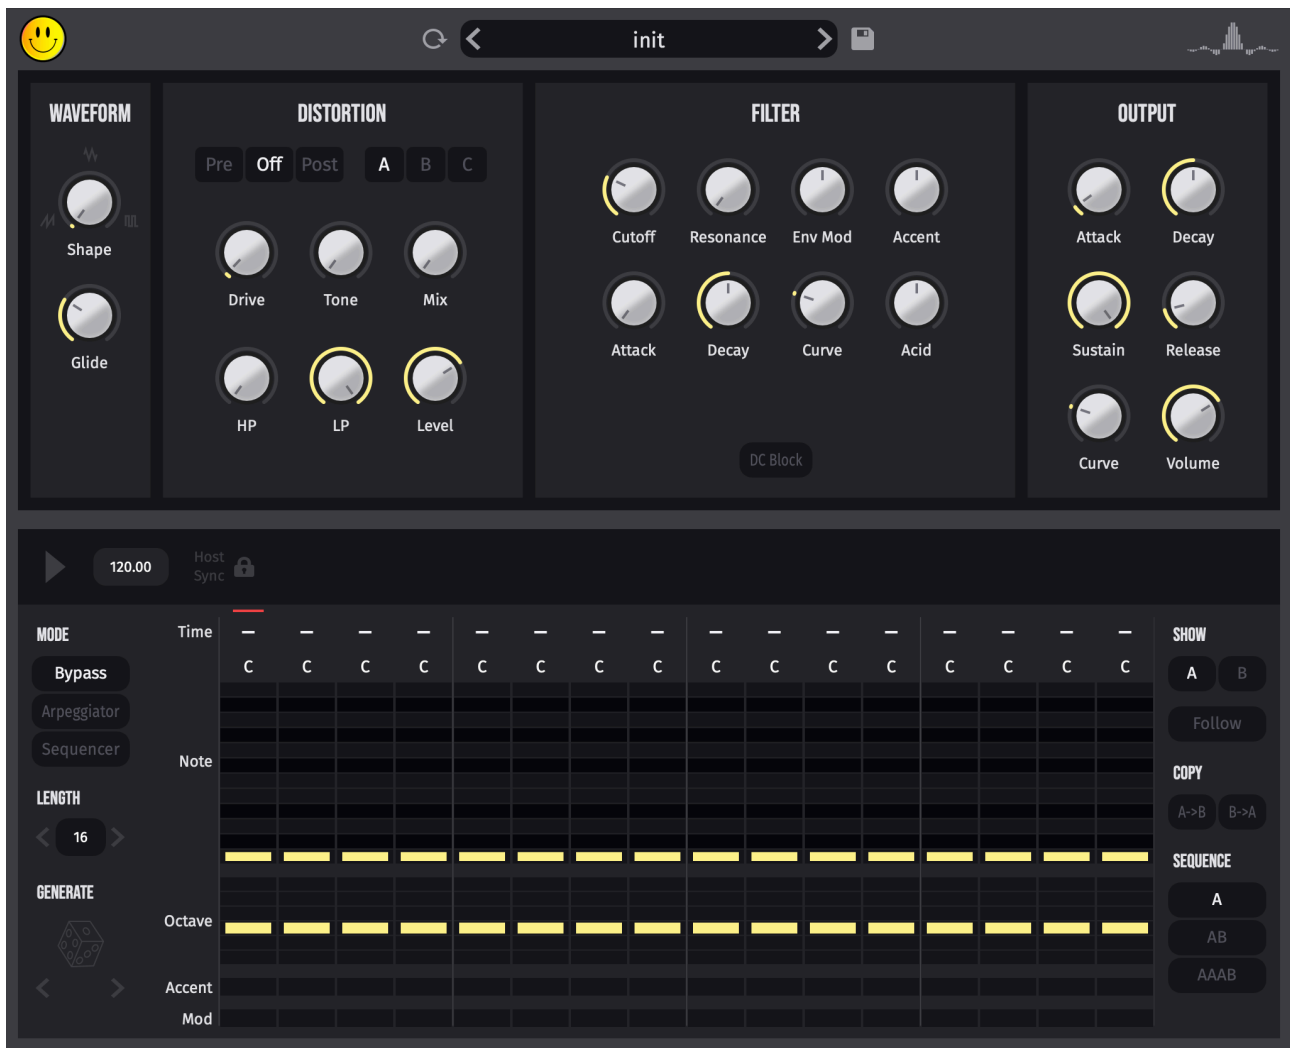 init
WAVEFORM
DISTORTION
FILTER
OUTPUT
Pre Off Post A B C
Shape
Glide
Drive Tone Mix
HP LP Level
Cutoff Resonance Env Mod Accent
Attack Decay Curve Acid
DC Block
Attack Decay
Sustain Release
Curve Volume
120.00
Host
Sync
MODE
Bypass
Arpeggiator
Sequencer
LENGTH
16
GENERATE
Time – – – – – – – – – – – – – – – –
C C C C C C C C C C C C C C C C
Note
Octave
Accent
Mod
SHOW
A B
Follow
COPY
A->B B->A
SEQUENCE
A
AB
AAAB